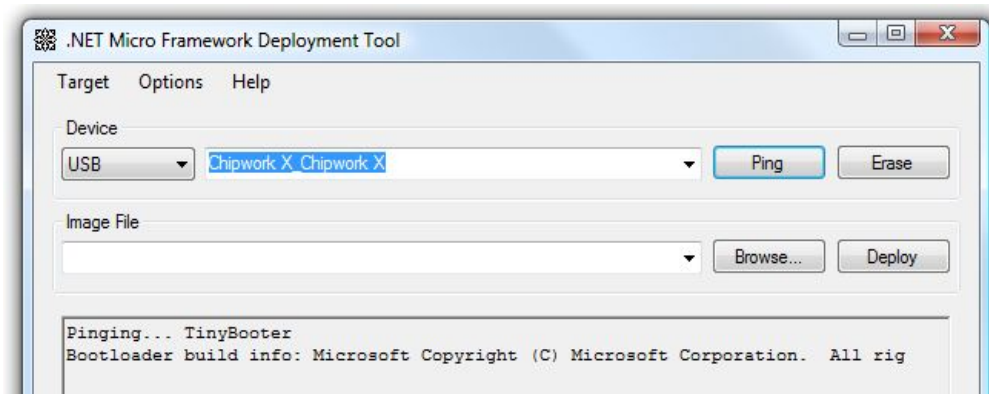 .NET Micro Framework Deployment Tool
Target Options Help
Device
USB Chipwork X_Chipwork X Ping Erase
Image File
Browse... Deploy
Pinging... TinyBooter
Bootloader build info: Microsoft Copyright (C) Microsoft Corporation. All rig